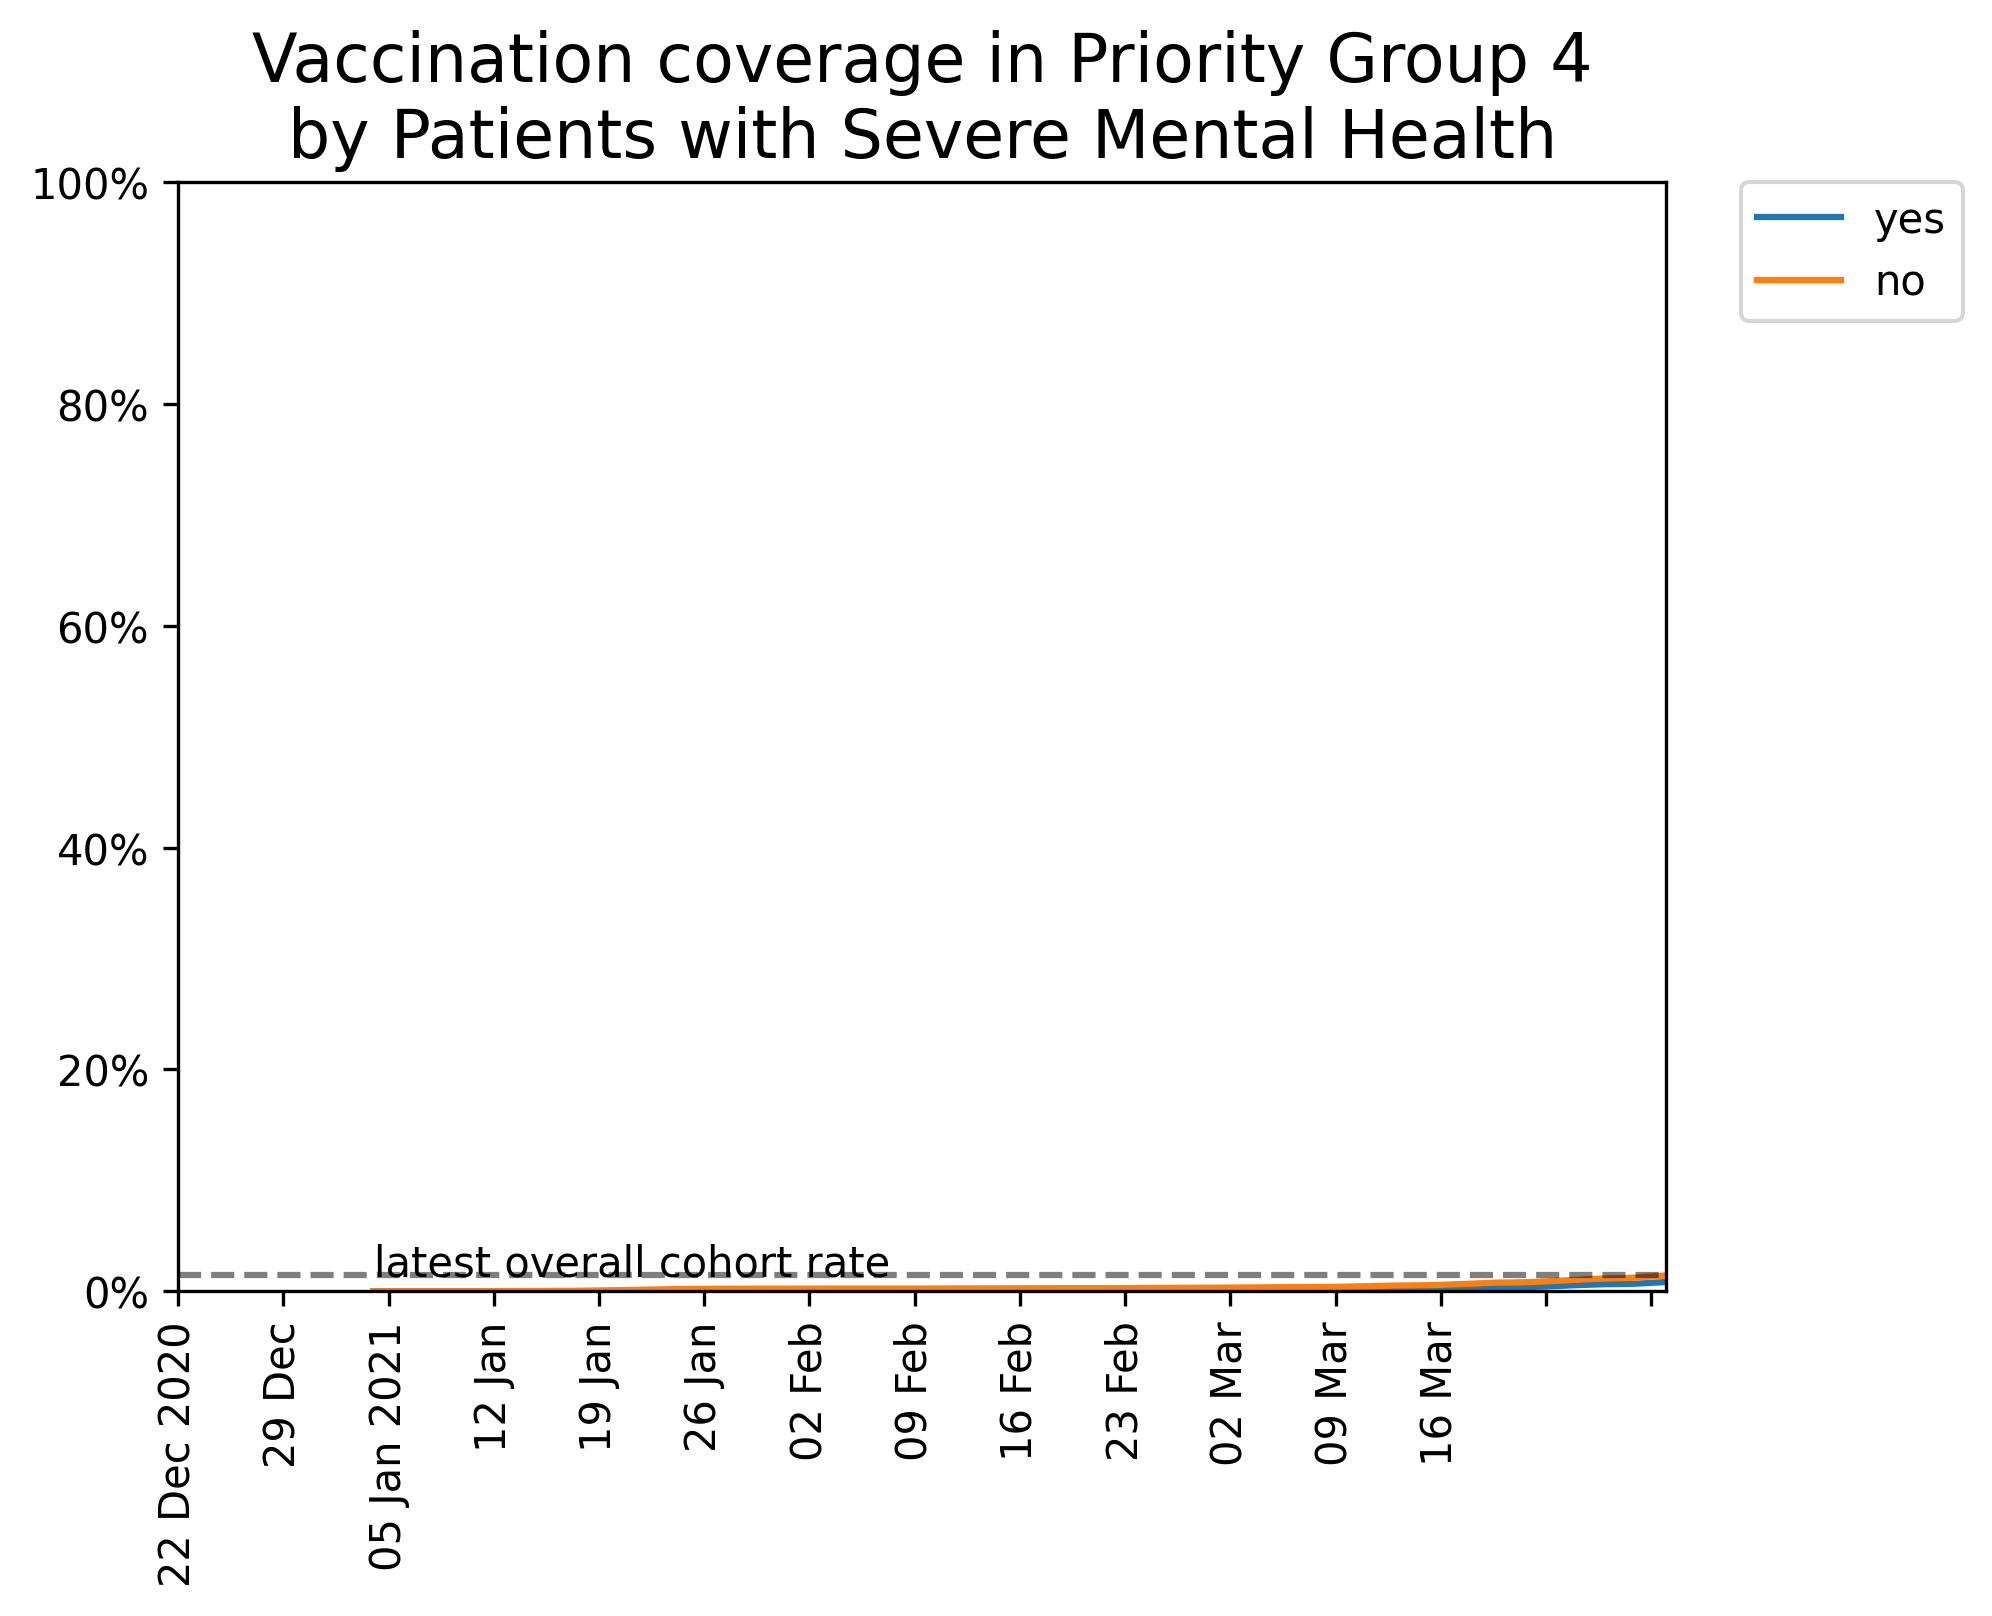 Vaccination coverage in Priority Group 4
by Patients with Severe Mental Health
100%
80%
60%
40%
20%
0%
yes
no
latest overall cohort rate
22 Dec 2020
29 Dec
05 Jan 2021
12 Jan
19 Jan
26 Jan
02 Feb
09 Feb
16 Feb
23 Feb
02 Mar
09 Mar
16 Mar